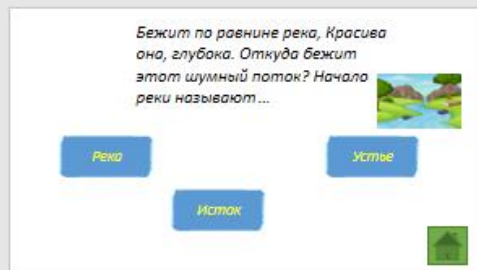 Бежит по равнине река, Красива
она, глубока. Откуда бежит
этот шумный поток? Начало
реки называют...
Река
Устье
Исток